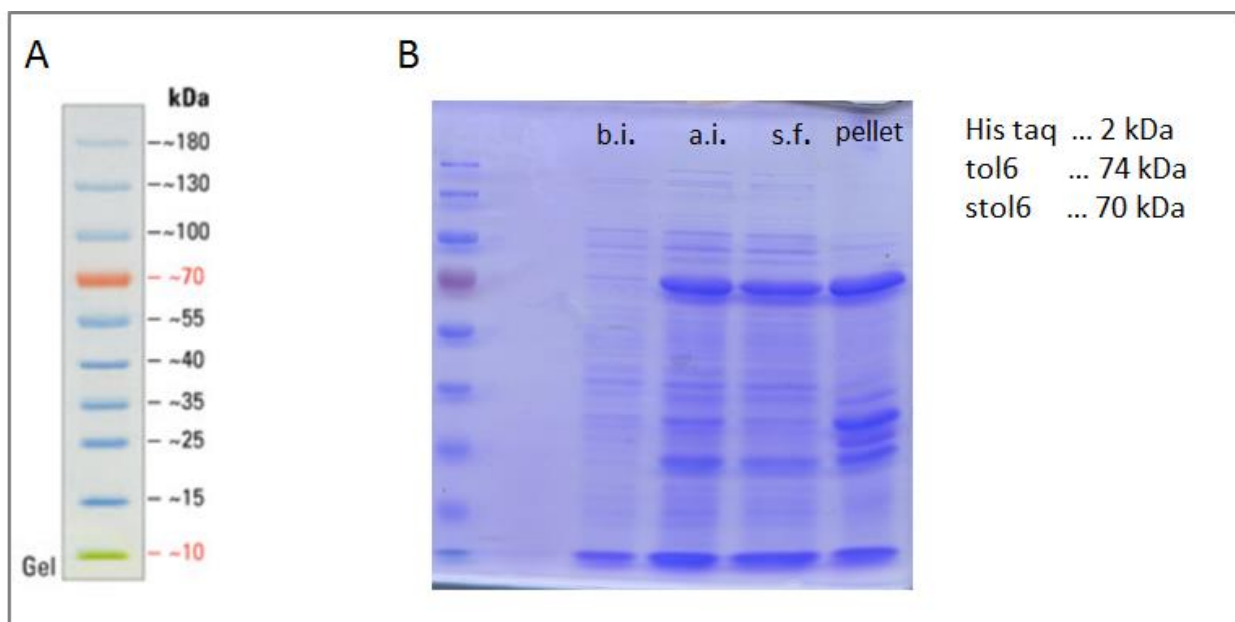 A
kDa
~180
~130
~100
~70
~55
~40
~35
~25
~15
~10
Gel
B
b.i. a.i. s.f. pellet
His taq ... 2 kDa
tol6 ... 74 kDa
stol6 ... 70 kDa